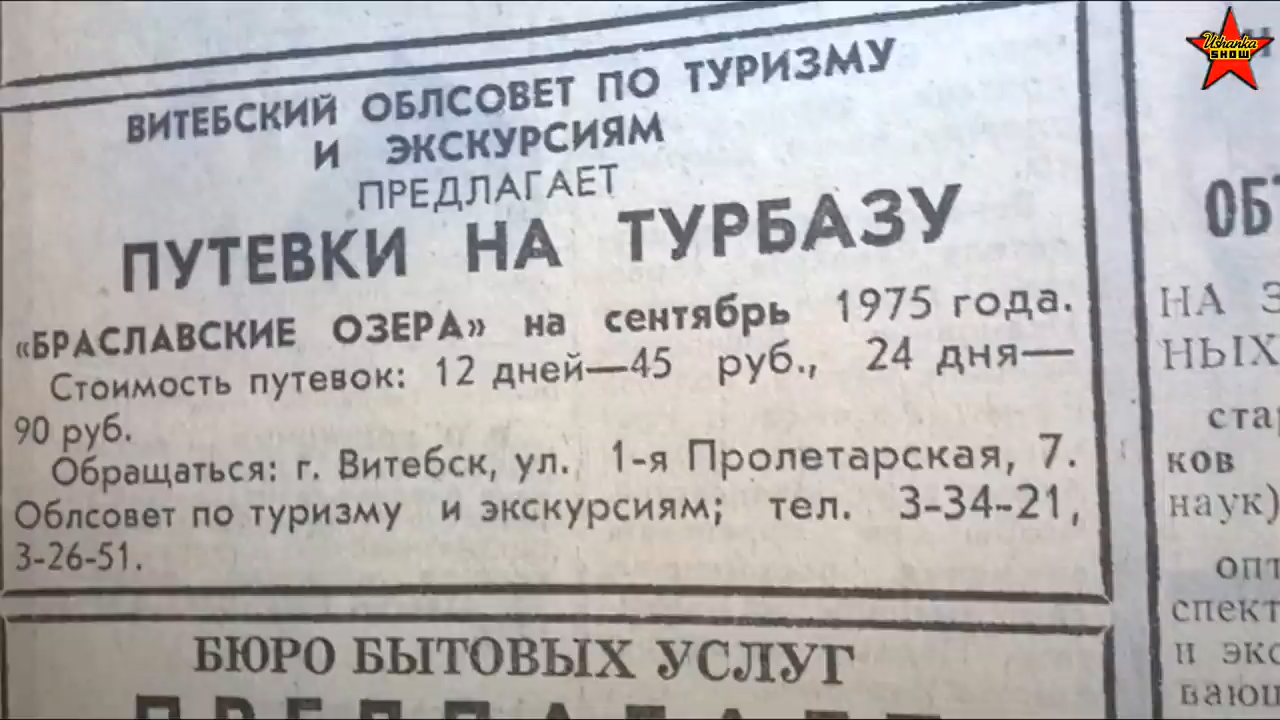 Ushanka
SHOW
ВИТЕБСКИЙ ОБЛСОВЕТ ПО ТУРИЗМУ
И ЭКСКУРСИЯМ
ПРЕДЛАГАЕТ
ПУТЕВКИ НА ТУРБАЗУ
«БРАСЛАВСКИЕ ОЗЕРА» на сентябрь 1975 года.
Стоимость путевок: 12 дней—45 руб., 24 дня—
90 руб.
Обращаться: г. Витебск, ул. 1-я Пролетарская, 7.
Облсовет по туризму и экскурсиям; тел. 3-34-21,
3-26-51.
БЮРО БЫТОВЫХ УСЛУГ
НА
НЫХ
ков
наук)
и